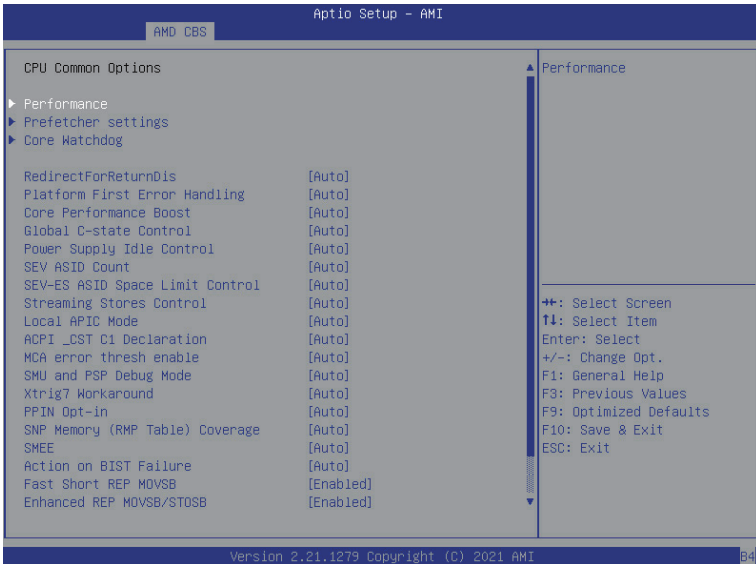 Aptio Setup – AMI
AMD CBS
CPU Common Options
Performance
Prefetcher settings
Core Watchdog
RedirectForReturnDis [Auto]
Platform First Error Handling [Auto]
Core Performance Boost [Auto]
Global C-state Control [Auto]
Power Supply Idle Control [Auto]
SEV ASID Count [Auto]
SEV-ES ASID Space Limit Control [Auto]
Streaming Stores Control [Auto]
Local APIC Mode [Auto]
ACPI _CST C1 Declaration [Auto]
MCA error thresh enable [Auto]
SMU and PSP Debug Mode [Auto]
Xtrig7 Workaround [Auto]
PPIN Opt-in [Auto]
SNP Memory (RMP Table) Coverage [Auto]
SMEE [Auto]
Action on BIST Failure [Auto]
Fast Short REP MOVSB [Enabled]
Enhanced REP MOVSB/STOSB [Enabled]
Performance
→←: Select Screen
↑↓: Select Item
Enter: Select
+/-: Change Opt.
F1: General Help
F3: Previous Values
F9: Optimized Defaults
F10: Save & Exit
ESC: Exit
Version 2.21.1279 Copyright (C) 2021 AMI
B4